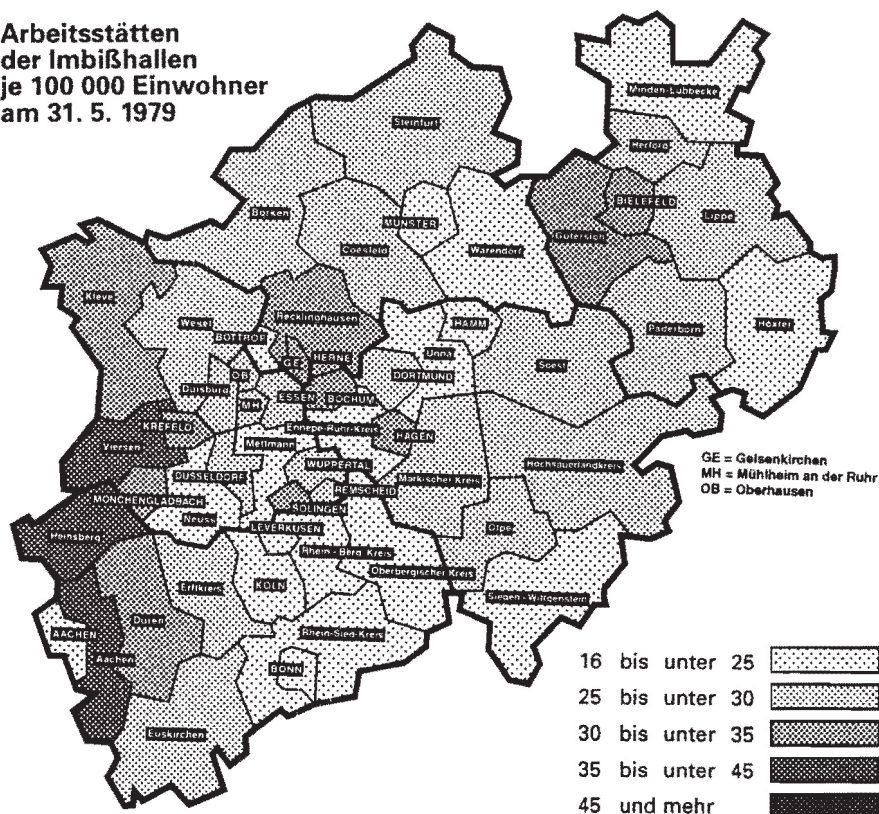 Arbeitsstätten
der Imbißhallen
je 100 000 Einwohner
am 31. 5. 1979
Minden-Lübbecke
Steinfurt
Herford
BIELEFELD
Lippe
Borken
MÜNSTER
Gütersloh
Coesfeld
Warendorf
Kleve
Recklinghausen
Wesel
HAMM
Paderborn
Höxter
BOTTROP
Unna
GE
HERNE
Soest
OB
DORTMUND
Duisburg
ESSEN
BOCHUM
MH
KREFELD
Ennepe-Ruhr-Kreis
HAGEN
Viersen
Mettmann
WUPPERTAL
Hochsauerlandkreis
GE = Gelsenkirchen
MH = Mühlheim an der Ruhr
OB = Oberhausen
DÜSSELDORF
Märkischer Kreis
REMSCHEID
MÖNCHENGLADBACH
SOLINGEN
Neuss
LEVERKUSEN
Olpe
Heinsberg
Rhein-Berg Kreis
Oberbergischer Kreis
Erftkreis
KÖLN
Siegen-Wittgenstein
Düren
AACHEN
Rhein-Sieg-Kreis
Aachen
BONN
Euskirchen
16 bis unter 25
25 bis unter 30
30 bis unter 35
35 bis unter 45
45 und mehr